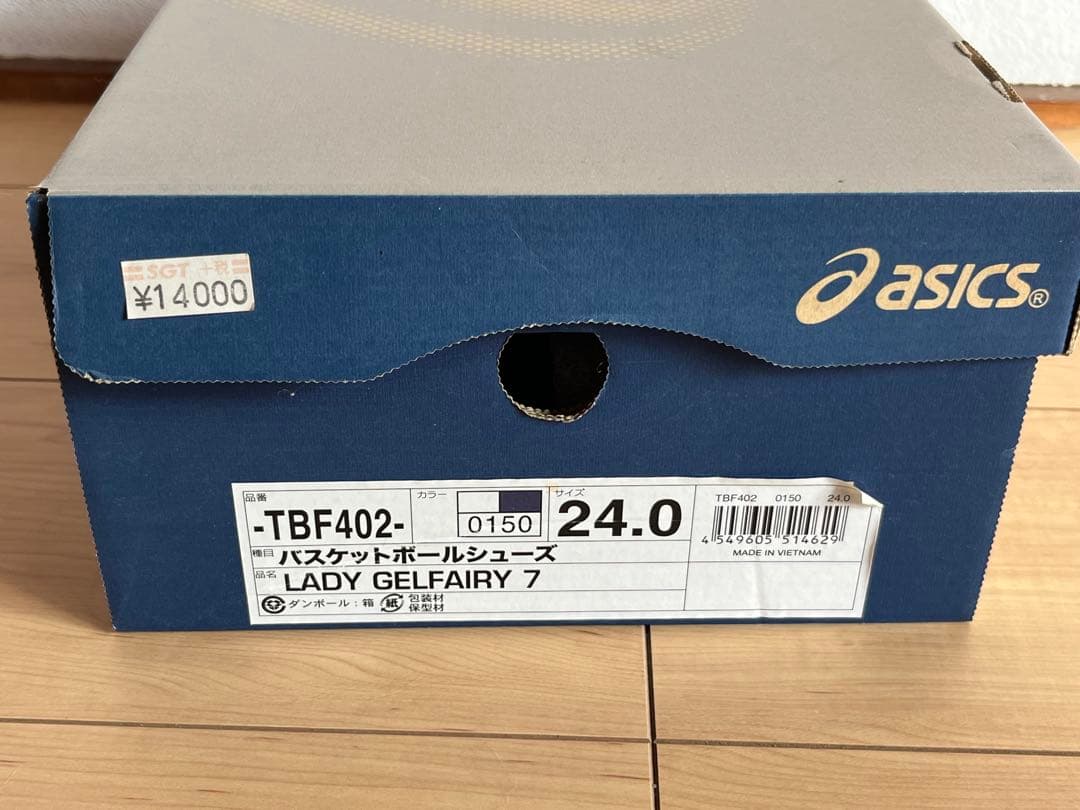 SGT +税
¥14000
asics®
品番
-TBF402-
カラー
0150
サイズ
24.0
TBF402 0150 24.0
4 549605 514629
MADE IN VIETNAM
種目 バスケットボールシューズ
品名 LADY GELFAIRY 7
ダンボール：箱 紙 包装材
保型材